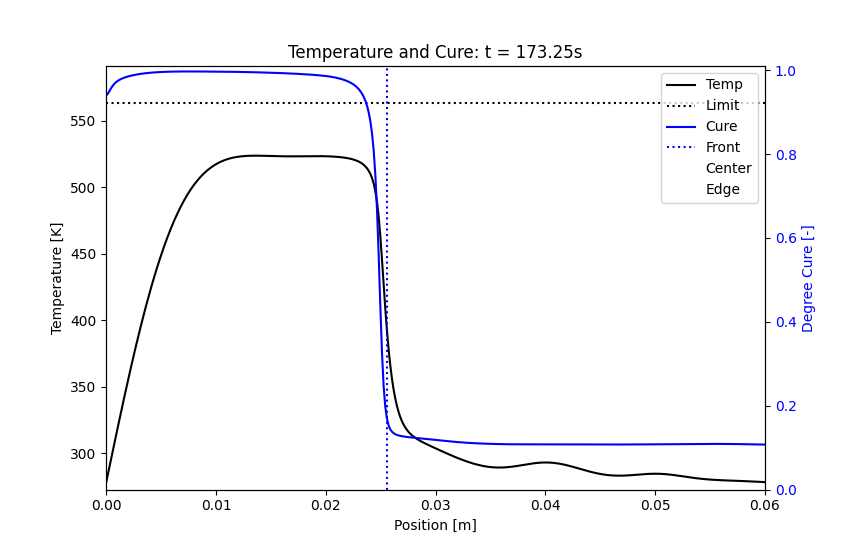 Temperature and Cure: t = 173.25s
Temperature [K]
550
500
450
400
350
300
Temp
Limit
Cure
Front
Center
Edge
1.0
0.8
0.6
0.4
0.2
0.0
Degree Cure [-]
0.00 0.01 0.02 0.03 0.04 0.05 0.06
Position [m]